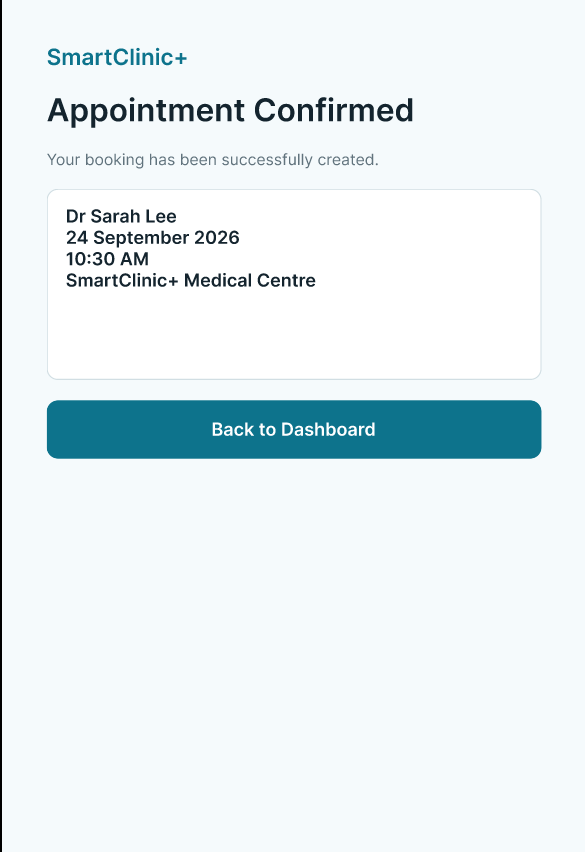 SmartClinic+
Appointment Confirmed
Your booking has been successfully created.
Dr Sarah Lee
24 September 2026
10:30 AM
SmartClinic+ Medical Centre
Back to Dashboard